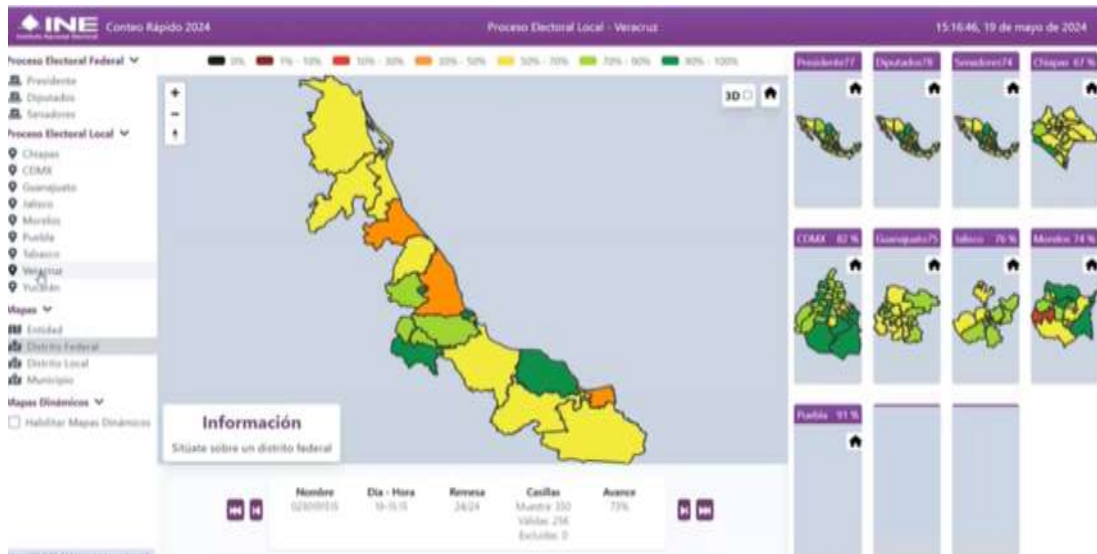 INE
Instituto Nacional Electoral
Conteo Rápido 2024
Proceso Electoral Local - Veracruz
15:16:46, 19 de mayo de 2024
Proceso Electoral Federal
Presidente
Diputados
Senadores
Proceso Electoral Local
Chiapas
CDMX
Guanajuato
Jalisco
Morelos
Puebla
Tabasco
Veracruz
Yucatán
Mapas
Entidad
Distrito Federal
Distrito Local
Municipio
Mapas Dinámicos
Habilitar Mapas Dinámicos
0%
1% - 10%
10% - 30%
30% - 50%
50% - 70%
70% - 90%
90% - 100%
+
-
3D
Información
Sitúate sobre un distrito federal
Nombre
Día - Hora
Remesa
24/24
Casillas
Muestra: 350
Válidas: 256
Excluidas: 0
Avance
73%
Presidente77
Diputados78
Senadores74
Chiapas 67 %
CDMX 82 %
Guanajuato75
Jalisco 76 %
Morelos 74 %
Puebla 91 %